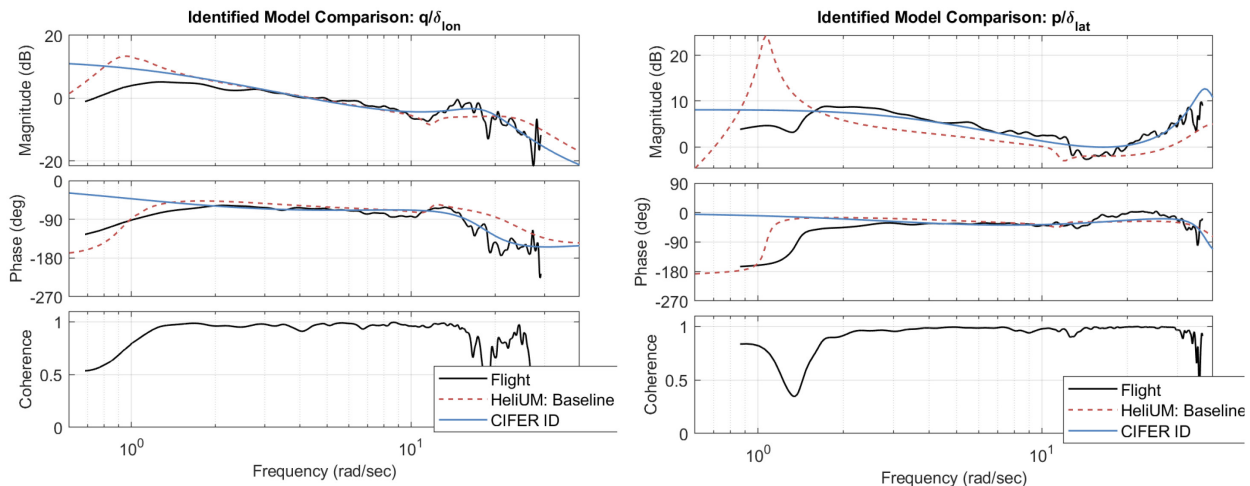 Identified Model Comparison: q/δlon
Magnitude (dB)
20
0
-20
Phase (deg)
0
-90
-180
-270
Coherence
1
0.5
0
10^0
10^1
Frequency (rad/sec)
Flight
HeliUM: Baseline
CIFER ID
Identified Model Comparison: p/δlat
Magnitude (dB)
20
10
0
Phase (deg)
90
0
-90
-180
-270
Coherence
1
0.5
0
10^0
10^1
Frequency (rad/sec)
Flight
HeliUM: Baseline
CIFER ID